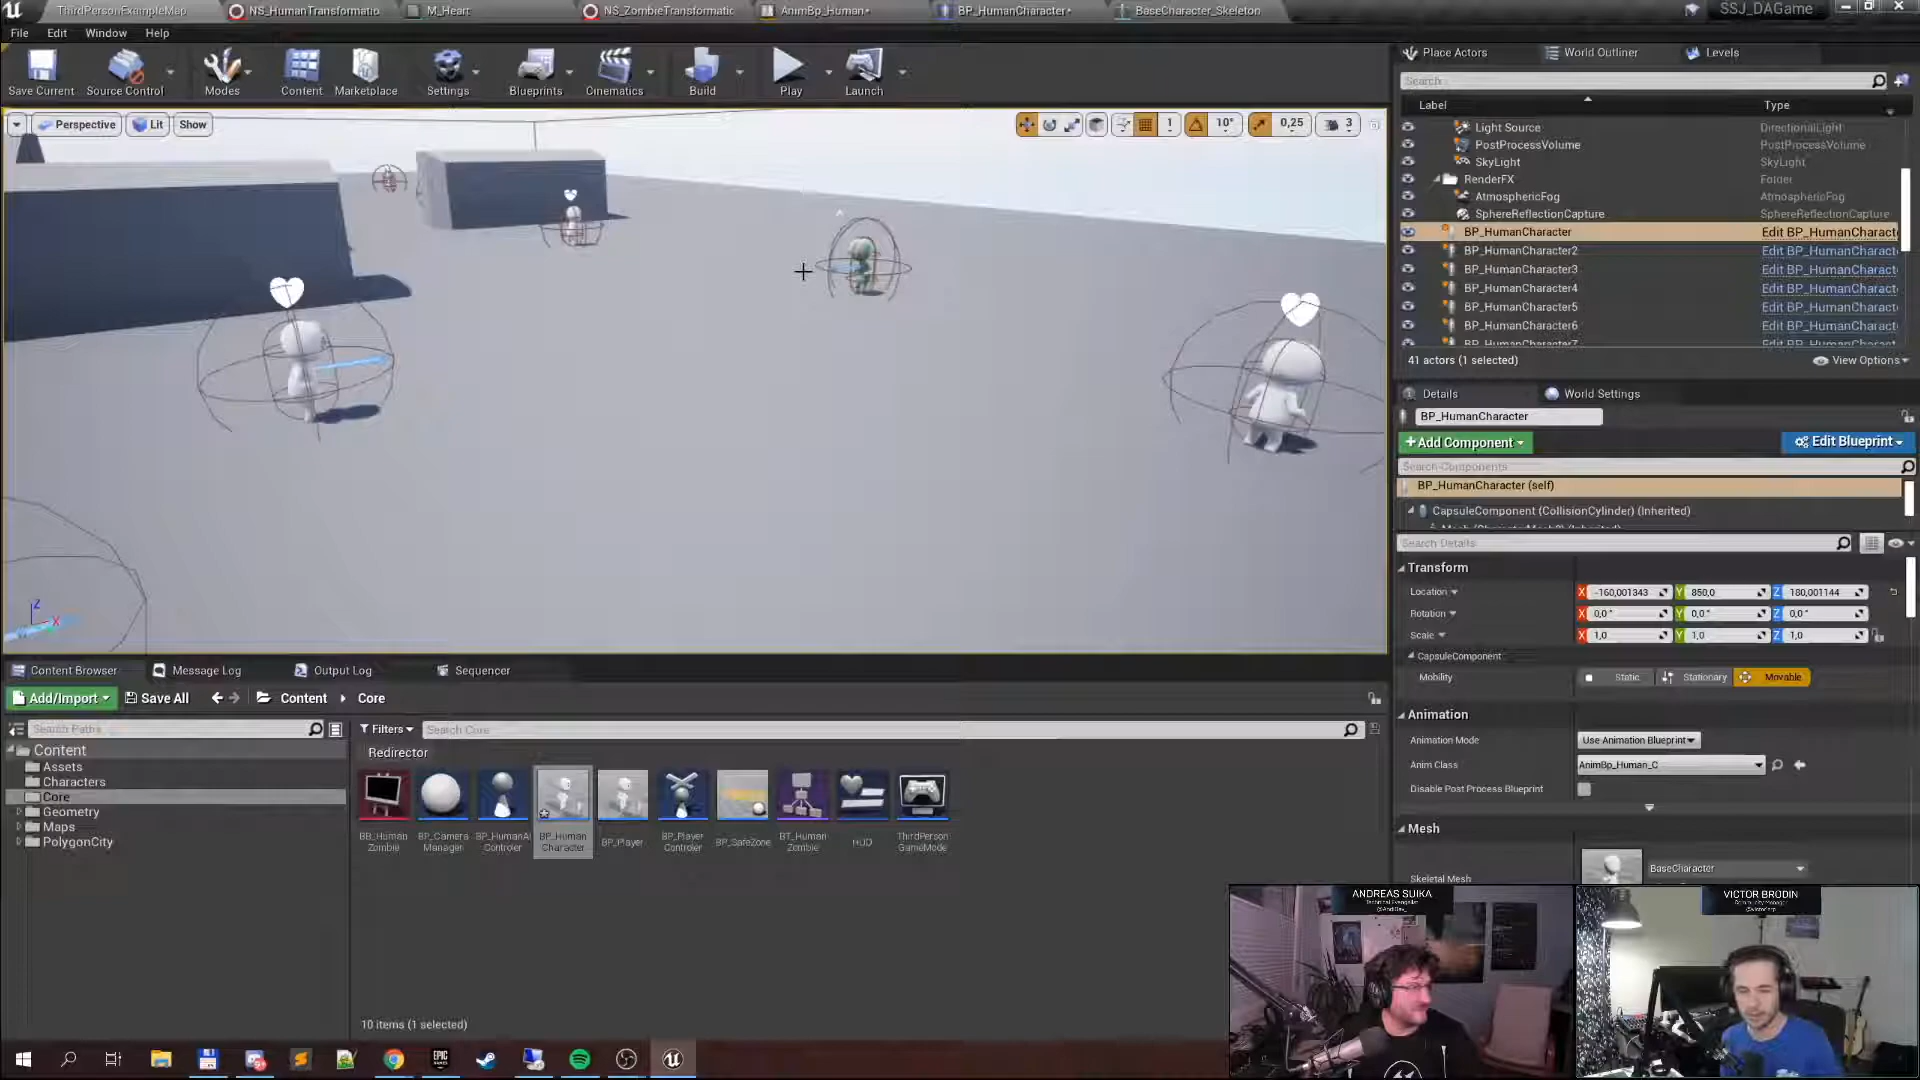 ThirdPersonExampleMap
NS_HumanTransformatio
M_Heart
NS_ZombieTransformatic
AnimBp_Human*
BP_HumanCharacter*
BaseCharacter_Skeleton
SSJ_DAGame
File
Edit
Window
Help
Save Current
Source Control
Modes
Content
Marketplace
Settings
Blueprints
Cinematics
Build
Play
Launch
Place Actors
World Outliner
Levels
Search...
Label
Type
Perspective
Lit
Show
1
10°
0,25
3
Light Source
DirectionalLight
PostProcessVolume
PostProcessVolume
SkyLight
SkyLight
RenderFX
Folder
AtmosphericFog
AtmosphericFog
SphereReflectionCapture
SphereReflectionCapture
BP_HumanCharacter
Edit BP_HumanCharact
BP_HumanCharacter2
Edit BP_HumanCharact
BP_HumanCharacter3
Edit BP_HumanCharact
BP_HumanCharacter4
Edit BP_HumanCharact
BP_HumanCharacter5
Edit BP_HumanCharact
BP_HumanCharacter6
Edit BP_HumanCharact
BP_HumanCharacter7
Edit BP_HumanCharact
41 actors (1 selected)
View Options
Details
World Settings
BP_HumanCharacter
+Add Component
Edit Blueprint
Search Components
BP_HumanCharacter (self)
CapsuleComponent (CollisionCylinder) (Inherited)
Search Details
Transform
Location
X -160,001343
Y 850,0
Z 180,001144
Rotation
X 0,0°
Y 0,0°
Z 0,0°
Scale
X 1,0
Y 1,0
Z 1,0
CapsuleComponent
Mobility
Static
Stationary
Movable
Animation
Animation Mode
Use Animation Blueprint
Anim Class
AnimBp_Human_C
Disable Post Process Blueprint
Mesh
Skeletal Mesh
BaseCharacter
Z
X
Content Browser
Message Log
Output Log
Sequencer
Add/Import
Save All
Content
Core
Search Paths
Filters
Search Core
Redirector
Content
Assets
Characters
Core
Geometry
Maps
PolygonCity
BB_Human
Zombie
BP_Camera
Manager
BP_HumanAI
Controler
BP_Human
Character
BP_Player
BP_Player
Controler
BP_SafeZone
BT_Human
Zombie
HUD
ThirdPerson
GameMode
10 items (1 selected)
ANDREAS SUIKA
Technical Evangelist
@AndiDev_
VICTOR BRODIN
Community Manager
EPIC
GAMES